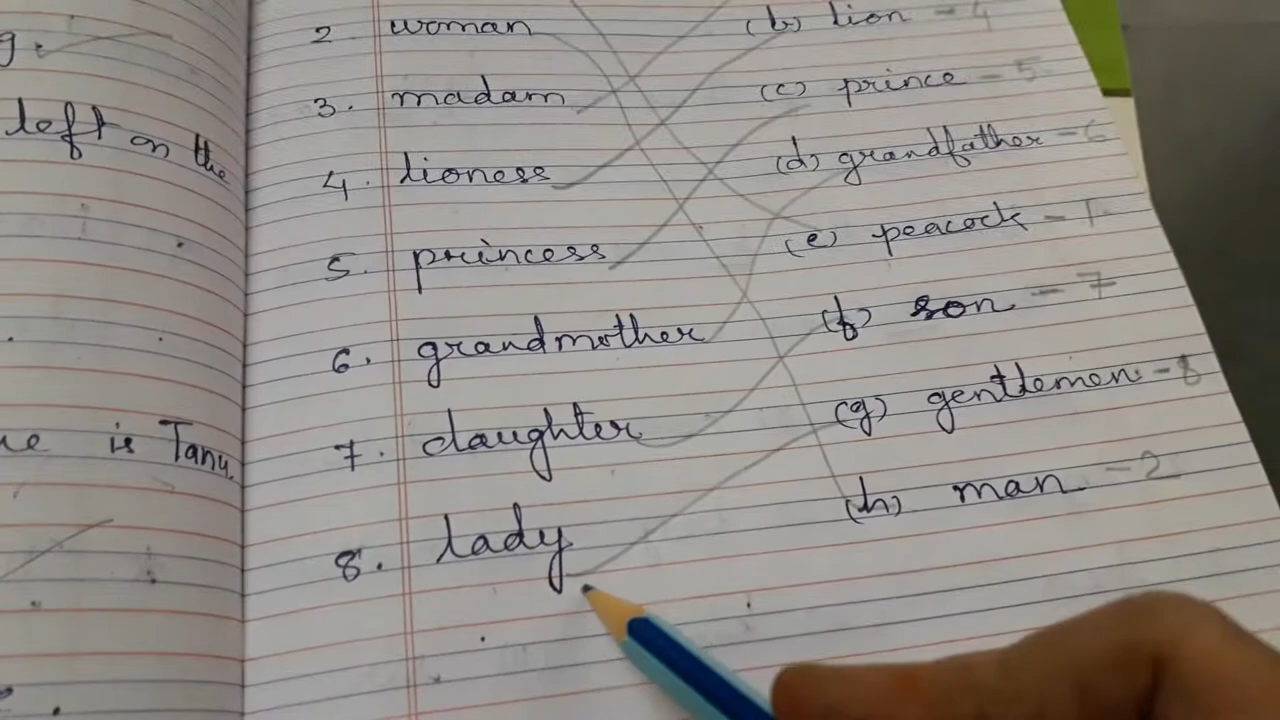 g.
left on the
is Tanu.
2 woman (b) lion - 4
3. madam (c) prince - 5
4. lioness (d) grandfather - 6
5. princess (e) peacock - 1
6. grandmother (f) son - 7
7. daughter (g) gentlemen - 8
8. lady (h) man - 2